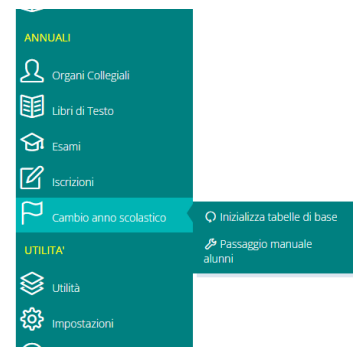 ANNUALI
Organi Collegiali
Libri di Testo
Esami
Iscrizioni
Cambio anno scolastico
Inizializza tabelle di base
Passaggio manuale
alunni
UTILITA'
Utilità
Impostazioni